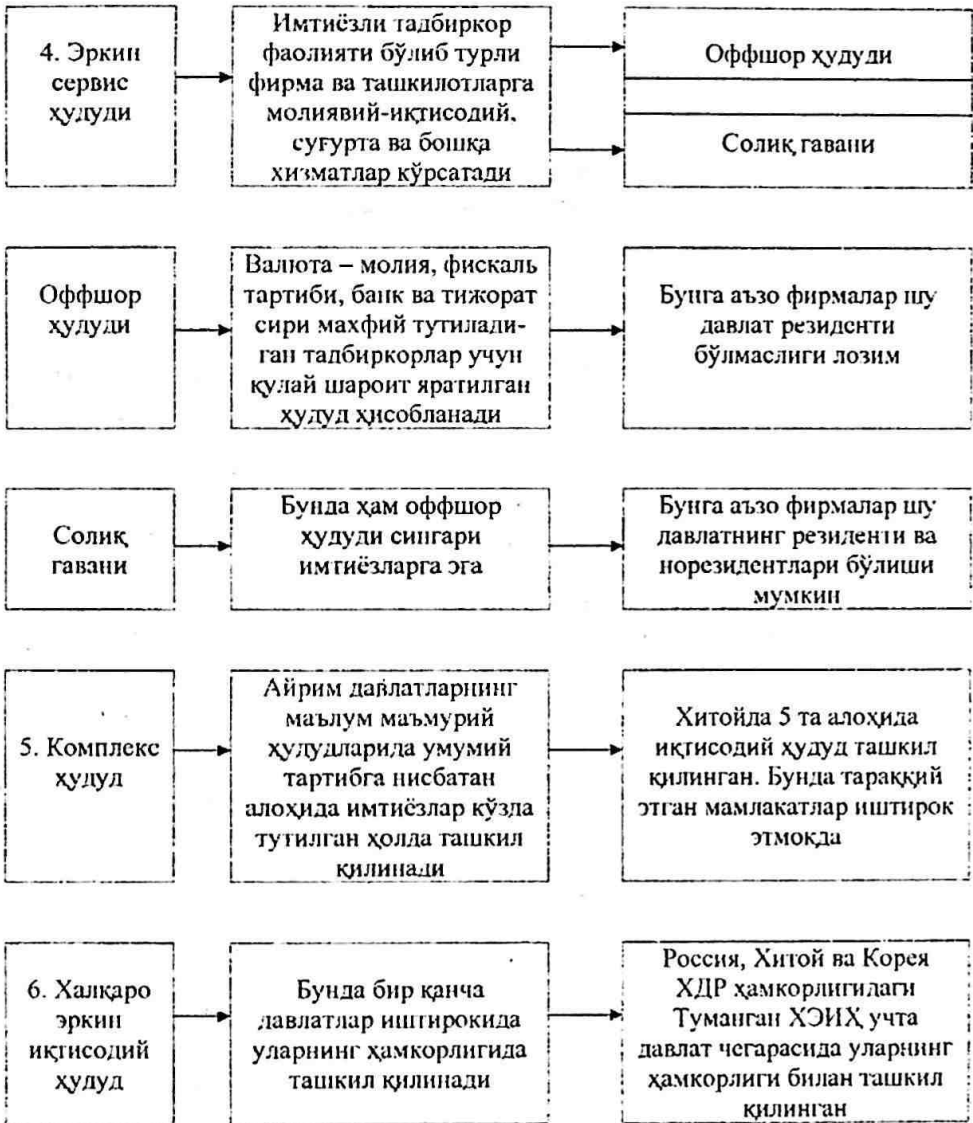 4. Эркин
сервис
ҳудуди
Имтиёзли тадбиркор
фаолияти бўлиб турли
фирма ва ташкилотларга
молиявий-иқтисодий,
суғурта ва бошқа
хизматлар кўрсатади
Оффшор ҳудуди
Солиқ гавани
Оффшор
ҳудуди
Валюта – молия, фискаль
тартиби, банк ва тижорат
сири махфий тутилади-
ган тадбиркорлар учун
қулай шароит яратилган
ҳудуд ҳисобланади
Бунга аъзо фирмалар шу
давлат резиденти
бўлмаслиги лозим
Солиқ
гавани
Бунда ҳам оффшор
ҳудуди сингари
имтиёзларга эга
Бунга аъзо фирмалар шу
давлатнинг резиденти ва
норезидентлари бўлиши
мумкин
5. Комплекс
ҳудуд
Айрим давлатларнинг
маълум маъмурий
ҳудудларида умумий
тартибга нисбатан
алоҳида имтиёзлар кўзда
тутилган ҳолда ташкил
қилинади
Хитойда 5 та алоҳида
иқтисодий ҳудуд ташкил
қилинган. Бунда тараққий
этган мамлакатлар иштирок
этмоқда
6. Халқаро
эркин
иқтисодий
ҳудуд
Бунда бир қанча
давлатлар иштирокида
уларнинг ҳамкорлигида
ташкил қилинади
Россия, Хитой ва Корея
ХДР ҳамкорлигидаги
Туманган ХЭИҲ учта
давлат чегарасида уларнинг
ҳамкорлиги билан ташкил
қилинган